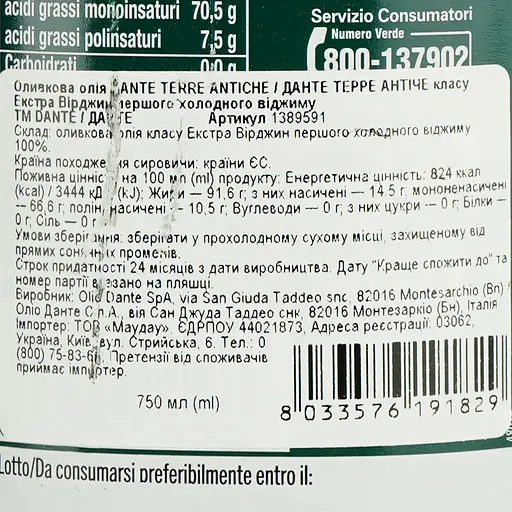 acidi grassi monoinsaturi 70,5 g
acidi grassi polinsaturi 7,5 g
Carboidrati 0,0 g
Servizio Consumatori
Numero Verde
800-137902
Оливкова олія DANTE TERRE ANTICHE / ДАНТЕ ТЕРРЕ АНТІЧЕ класу
Екстра Вірджин першого холодного віджиму
ТМ DANTE / ДАНТЕ Артикул 1389591
Склад: оливкова олія класу Екстра Вірджин першого холодного віджиму
100%.
Країна походження сировини: країни ЄС.
Поживна цінність на 100 мл (ml) продукту: Енергетична цінність: 824 ккал
(kcal) / 3444 кДж (kJ); Жири — 91,6 г; з них насичені — 14,5 г; мононенасичені
— 66,6 г; полінасичені - – 10,5 г; Вуглеводи — 0 г; з них цукри — 0 г; Білки –
0 г; Сіль – 0 г
Умови зберігання: зберігати у прохолодному сухому місці, захищеному від
прямих сонячних променів.
Строк придатності 24 місяців з дати виробництва. Дату "Краще спожити до" та
номер партії вказано на пляшці.
Виробник: Olio Dante SpA, via San Giuda Taddeo snc, 82016 Montesarchio (Bn) /
Оліо Данте С.п.А., вія Сан Джуда Таддео снк, 82016 Монтезаркіо (Бн), Італія
Імпортер: ТОВ «Маудау», ЄДРПОУ 44021873, Адреса реєстрації: 03062,
Україна, Київ, вул. Стрийська, 6. Тел.: 0
(800) 75-83-6 Претензії від споживачів
приймає імпортер.
750 мл (ml)
8 033576 191829
Lotto/Da consumarsi preferibilmente entro il: